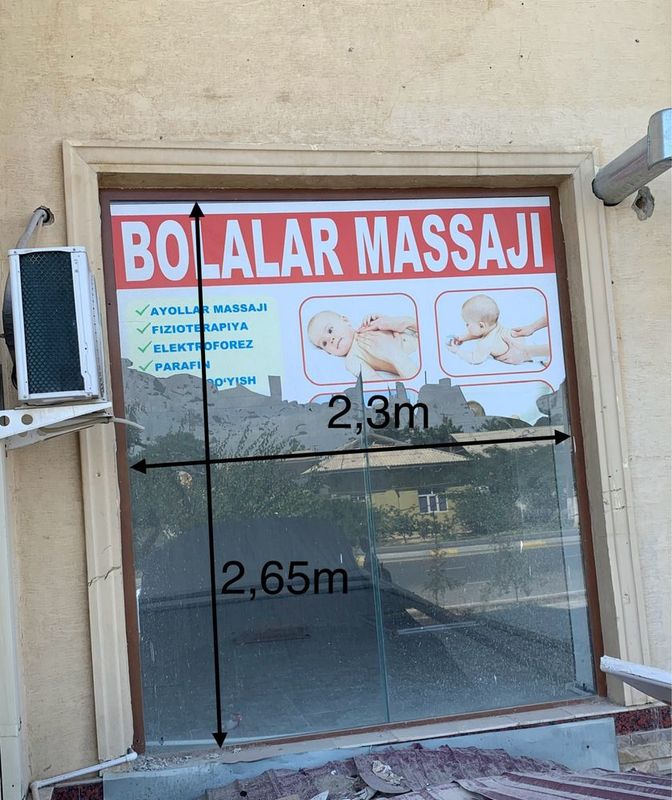 BOLALAR MASSAJI
AYOLLAR MASSAJI
FIZIOTERAPIYA
ELEKTROFOREZ
PARAFIN
2,3m
2,65m